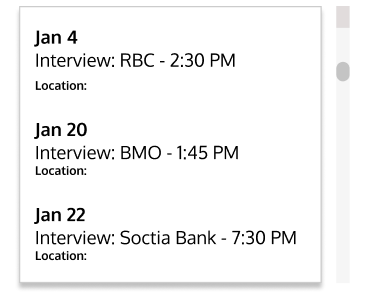 Jan 4
Interview: RBC - 2:30 PM
Location:
Jan 20
Interview: BMO - 1:45 PM
Location:
Jan 22
Interview: Soctia Bank - 7:30 PM
Location: